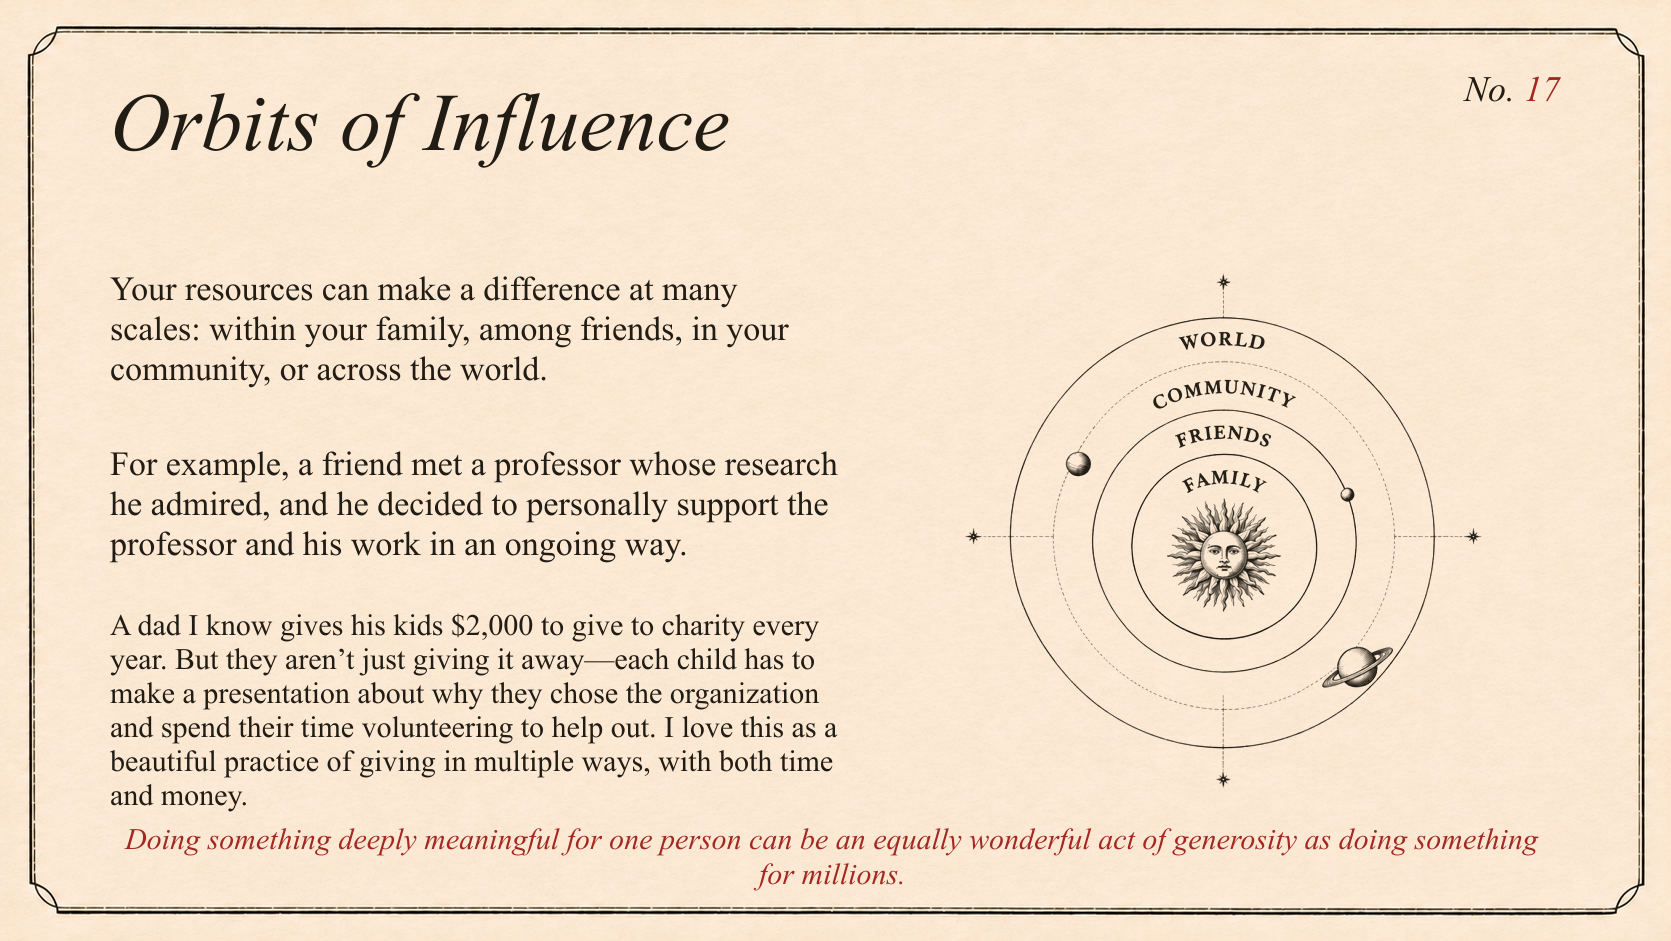 Orbits of Influence
No. 17
Your resources can make a difference at many
scales: within your family, among friends, in your
community, or across the world.
For example, a friend met a professor whose research
he admired, and he decided to personally support the
professor and his work in an ongoing way.
A dad I know gives his kids $2,000 to give to charity every
year. But they aren’t just giving it away—each child has to
make a presentation about why they chose the organization
and spend their time volunteering to help out. I love this as a
beautiful practice of giving in multiple ways, with both time
and money.
WORLD
COMMUNITY
FRIENDS
FAMILY
Doing something deeply meaningful for one person can be an equally wonderful act of generosity as doing something
for millions.